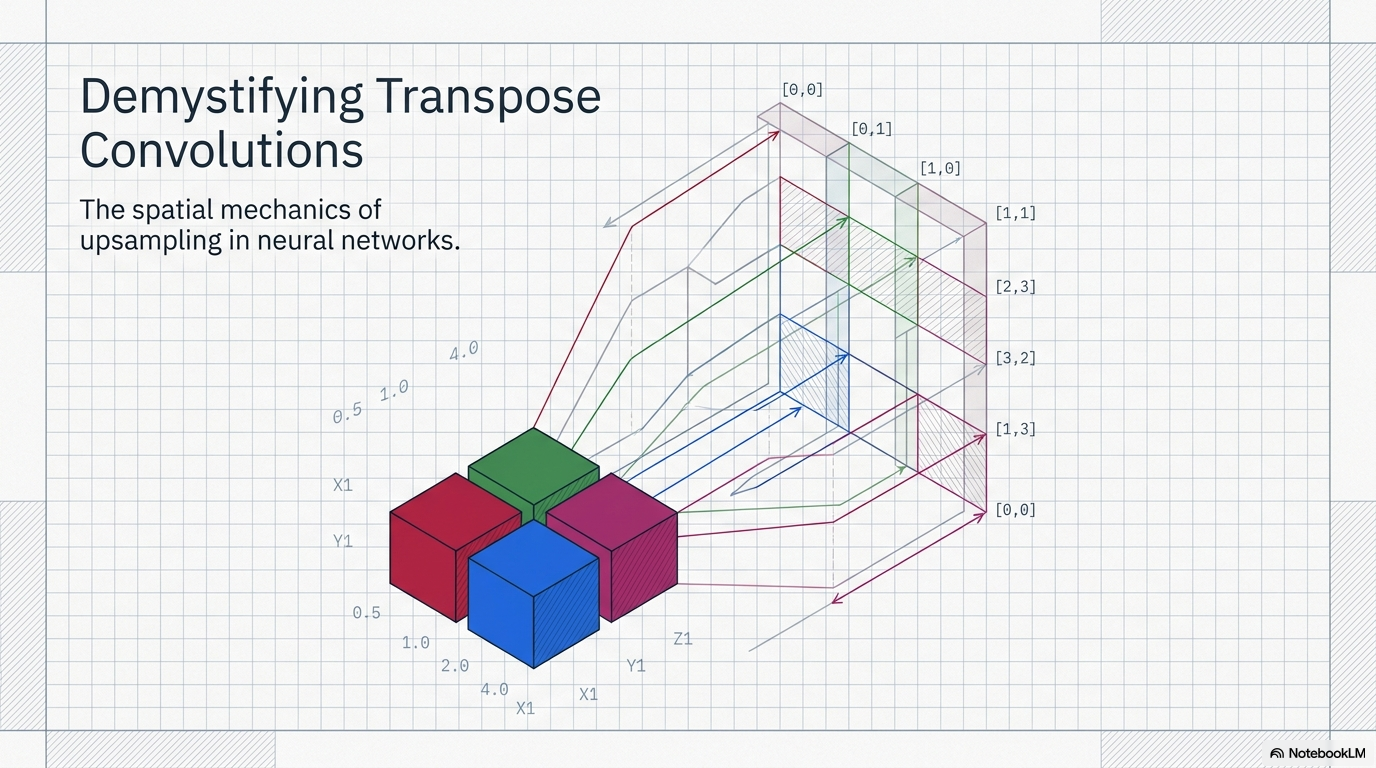 Demystifying Transpose
Convolutions
The spatial mechanics of
upsampling in neural networks.
[0,0]
[0,1]
[1,0]
[1,1]
[2,3]
[3,2]
[1,3]
[0,0]
4.0
1.0
0.5
X1
Y1
0.5
1.0
2.0
4.0
X1
X1
Y1
Z1
NotebookLM